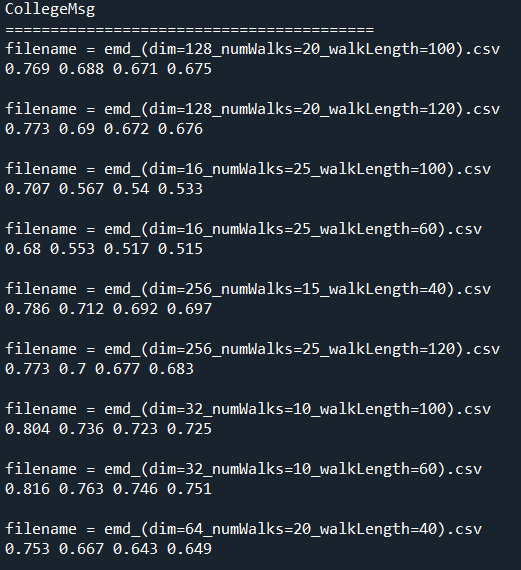 CollegeMsg
=========================================
filename = emd_(dim=128_numWalks=20_walkLength=100).csv
0.769 0.688 0.671 0.675
filename = emd_(dim=128_numWalks=20_walkLength=120).csv
0.773 0.69 0.672 0.676
filename = emd_(dim=16_numWalks=25_walkLength=100).csv
0.707 0.567 0.54 0.533
filename = emd_(dim=16_numWalks=25_walkLength=60).csv
0.68 0.553 0.517 0.515
filename = emd_(dim=256_numWalks=15_walkLength=40).csv
0.786 0.712 0.692 0.697
filename = emd_(dim=256_numWalks=25_walkLength=120).csv
0.773 0.7 0.677 0.683
filename = emd_(dim=32_numWalks=10_walkLength=100).csv
0.804 0.736 0.723 0.725
filename = emd_(dim=32_numWalks=10_walkLength=60).csv
0.816 0.763 0.746 0.751
filename = emd_(dim=64_numWalks=20_walkLength=40).csv
0.753 0.667 0.643 0.649